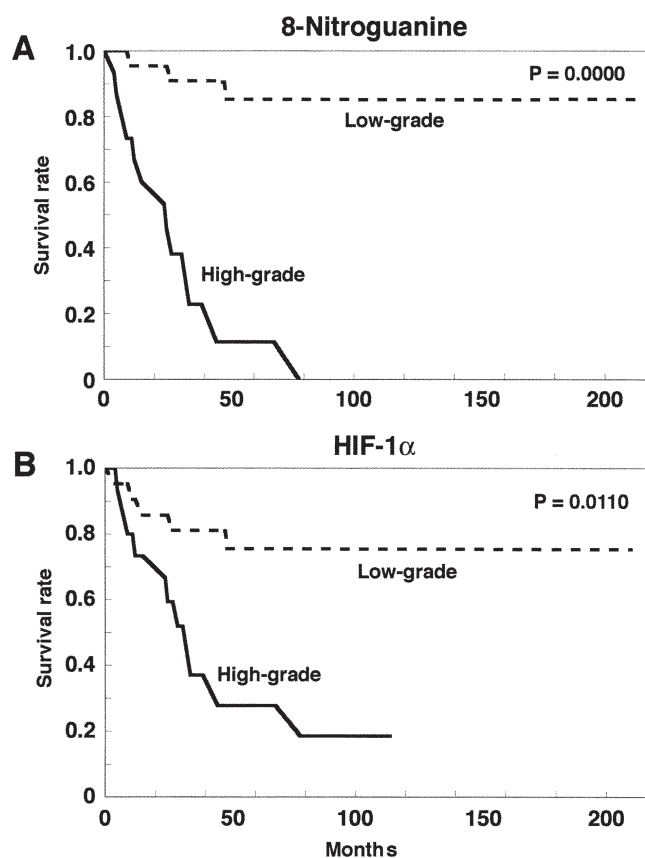 8-Nitroguanine
A
1.0
P = 0.0000
0.8
Low-grade
0.6
Survival rate
0.4
High-grade
0.2
0
0 50 100 150 200
HIF-1α
B
1.0
P = 0.0110
0.8
Low-grade
0.6
Survival rate
0.4
High-grade
0.2
0
0 50 100 150 200
Months